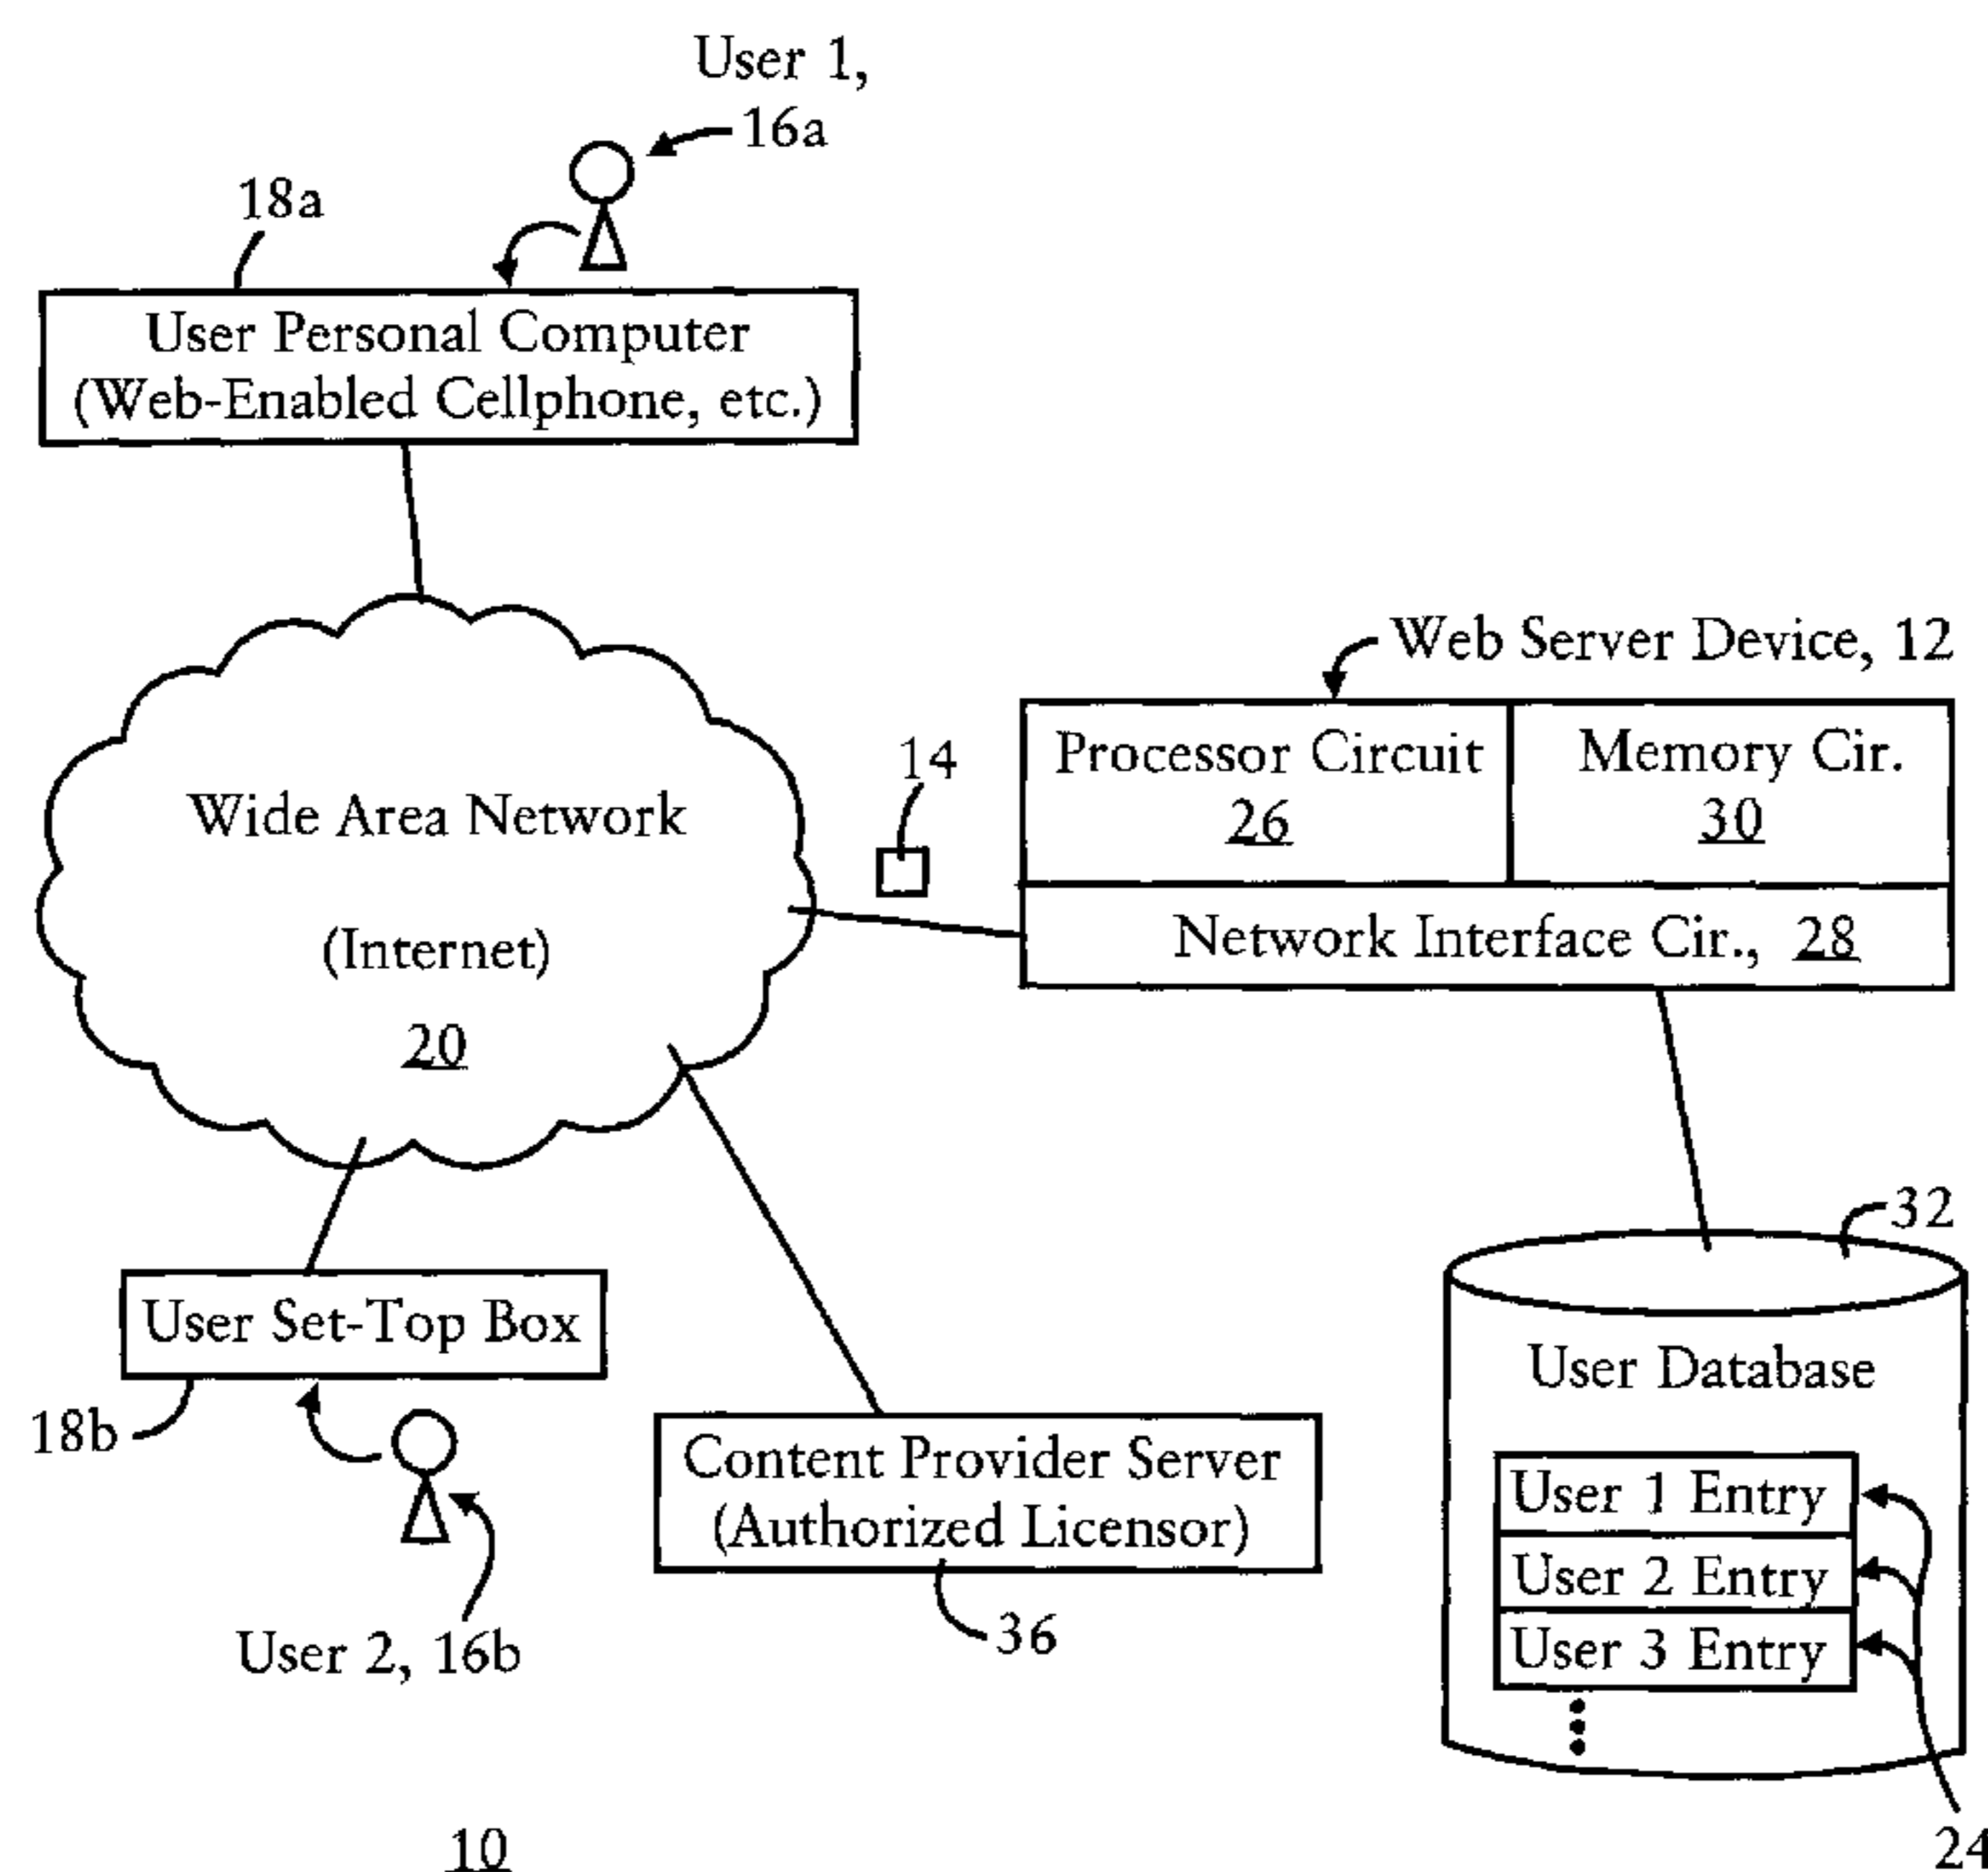 User 1,
16a
18a
User Personal Computer
(Web-Enabled Cellphone, etc.)
Web Server Device, 12
Processor Circuit
26
Memory Cir.
30
14
Network Interface Cir., 28
Wide Area Network
(Internet)
20
32
User Set-Top Box
18b
User 2, 16b
Content Provider Server
(Authorized Licensor)
36
User Database
User 1 Entry
User 2 Entry
User 3 Entry
24
10